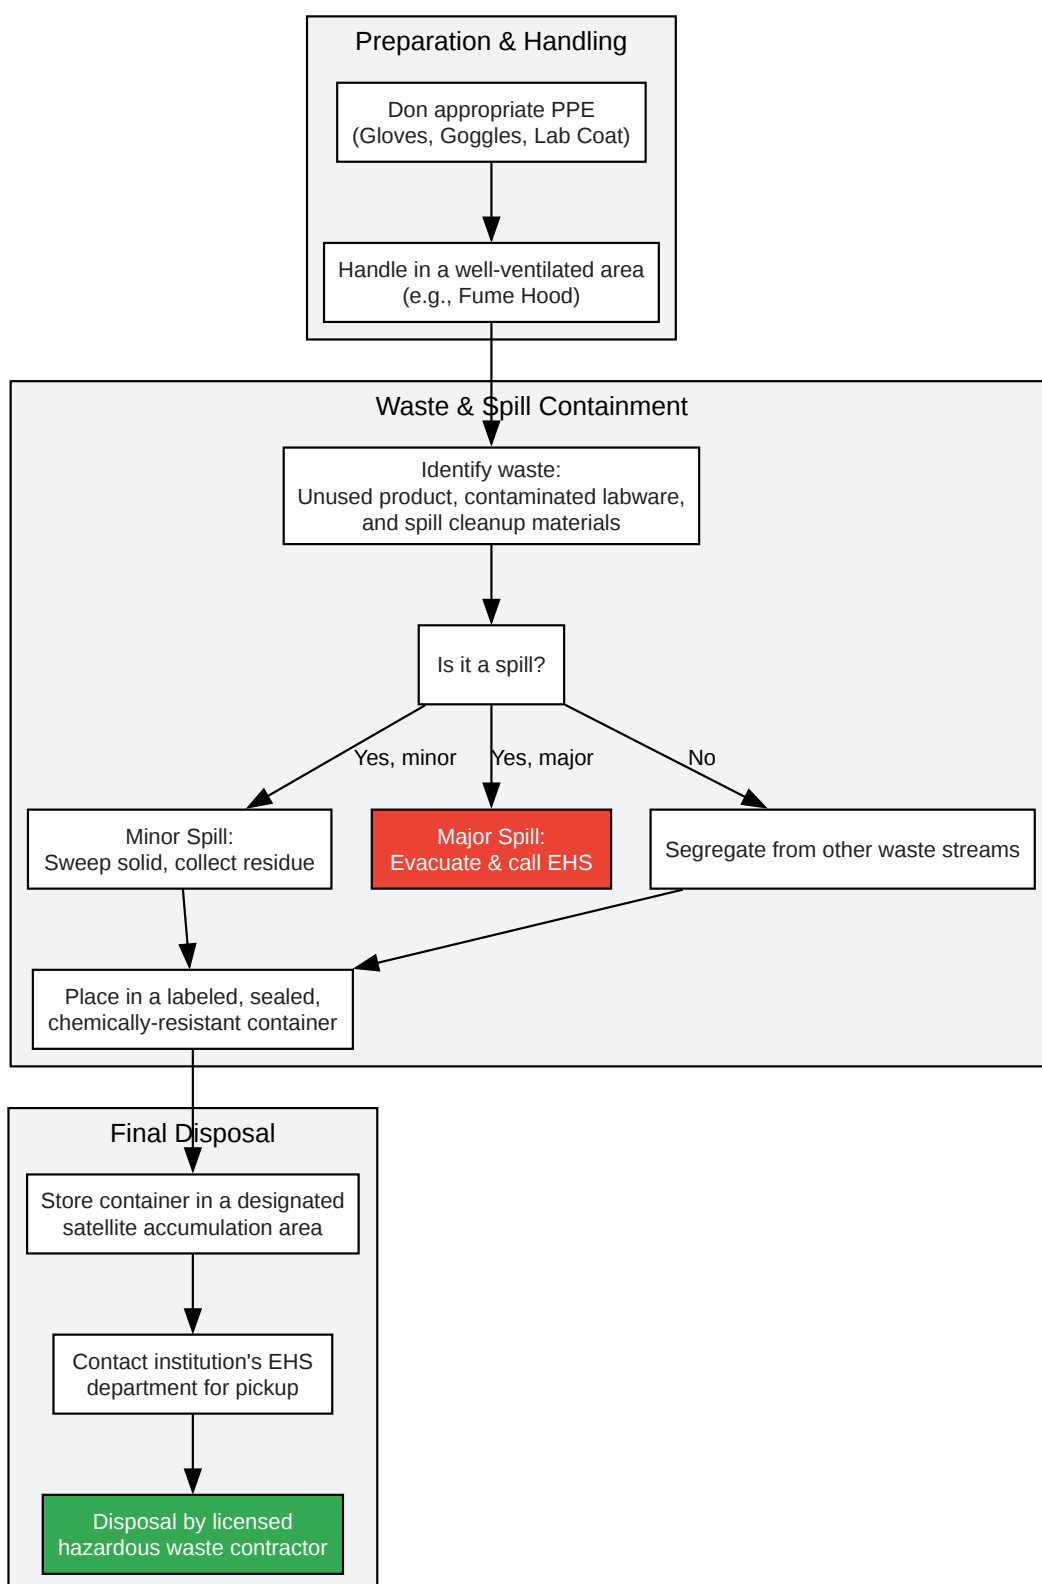 Preparation & Handling
Don appropriate PPE
(Gloves, Goggles, Lab Coat)
Handle in a well-ventilated area
(e.g., Fume Hood)
Waste & Spill Containment
Identify waste:
Unused product, contaminated labware,
and spill cleanup materials
Is it a spill?
Yes, minor
Yes, major
No
Minor Spill:
Sweep solid, collect residue
Major Spill:
Evacuate & call EHS
Segregate from other waste streams
Place in a labeled, sealed,
chemically-resistant container
Final Disposal
Store container in a designated
satellite accumulation area
Contact institution's EHS
department for pickup
Disposal by licensed
hazardous waste contractor